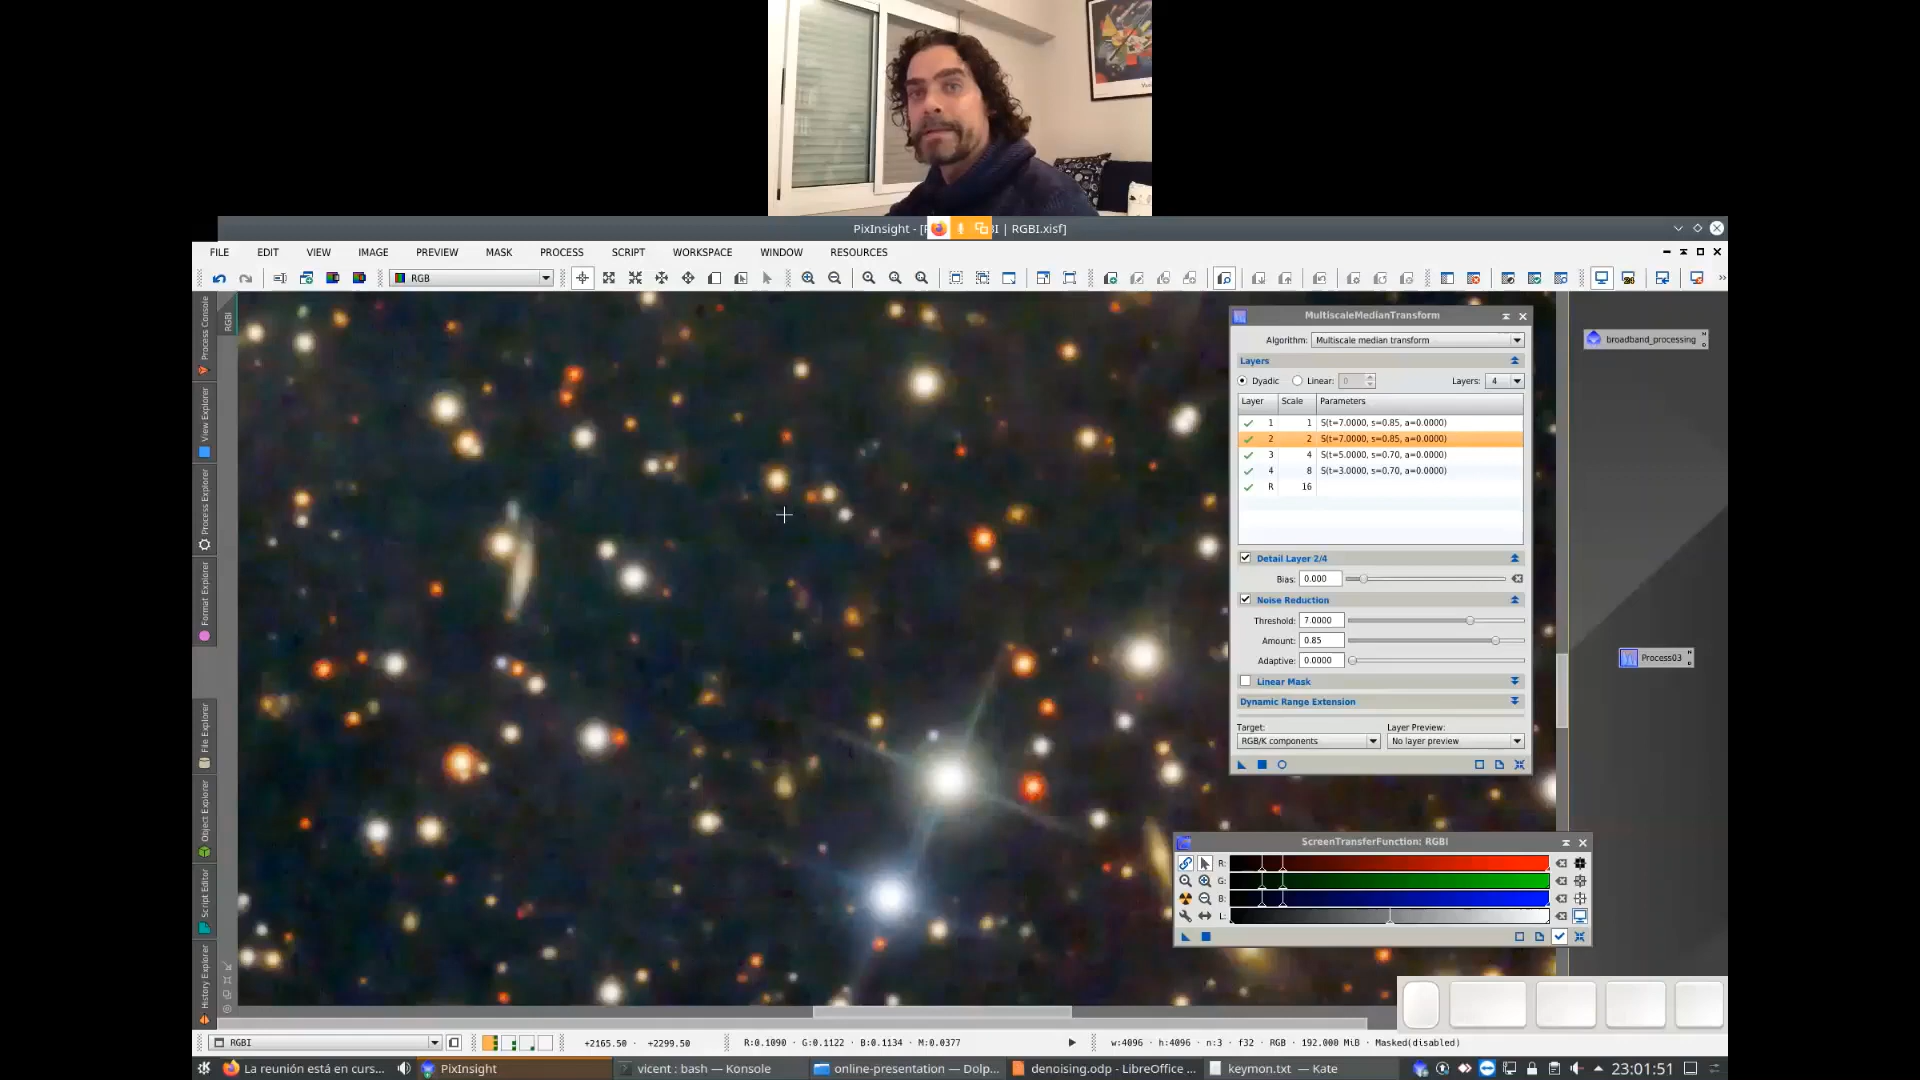 PixInsight - [R
BI | RGBI.xisf]
FILE EDIT VIEW IMAGE PREVIEW MASK PROCESS SCRIPT WORKSPACE WINDOW RESOURCES
RGB
Process Console
View Explorer
Process Explorer
Format Explorer
File Explorer
Object Explorer
Script Editor
History Explorer
RGBI
MultiscaleMedianTransform
Algorithm: Multiscale median transform
Layers
Dyadic Linear: 0 Layers: 4
Layer Scale Parameters
1 1 S(t=7.0000, s=0.85, a=0.0000)
2 2 S(t=7.0000, s=0.85, a=0.0000)
3 4 S(t=5.0000, s=0.70, a=0.0000)
4 8 S(t=3.0000, s=0.70, a=0.0000)
R 16
Detail Layer 2/4
Bias: 0.000
Noise Reduction
Threshold: 7.0000
Amount: 0.85
Adaptive: 0.0000
Linear Mask
Dynamic Range Extension
Target: Layer Preview:
RGB/K components No layer preview
broadband_processing
N
Process03
N
ScreenTransferFunction: RGBI
R:
G:
B:
L:
RGBI
+2165.50 · +2299.50
R:0.1090 · G:0.1122 · B:0.1134 · M:0.0377
w:4096 · h:4096 · n:3 · f32 · RGB · 192.000 MiB · Masked(disabled)
La reunión está en curs...
PixInsight
vicent : bash — Konsole
online-presentation — Dolp...
denoising.odp - LibreOffice ...
keymon.txt — Kate
23:01:51